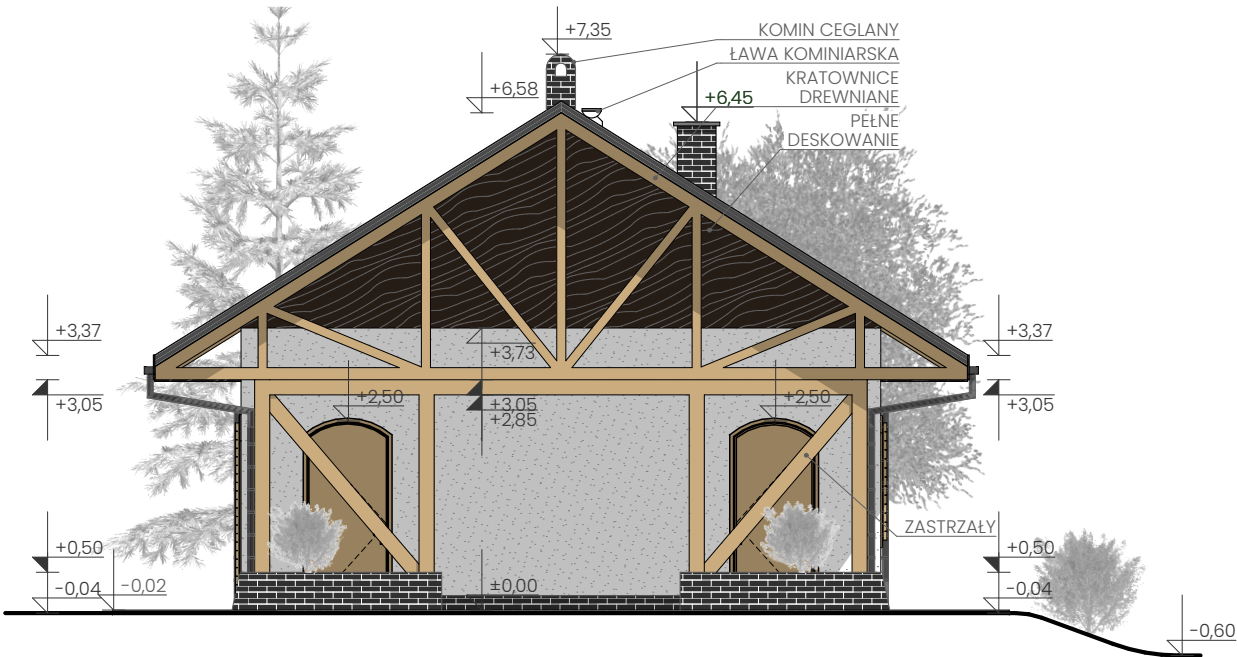 +7,35
KOMIN CEGLANY
ŁAWA KOMINIARSKA
KRATOWNICE
DREWNIANE
PEŁNE
DESKOWANIE
+6,58
+6,45
+3,37
+3,37
+3,73
+3,05
+2,50
+3,05
+2,85
+2,50
+3,05
ZASTRZAŁY
+0,50
+0,50
-0,04
-0,02
±0,00
-0,04
-0,60